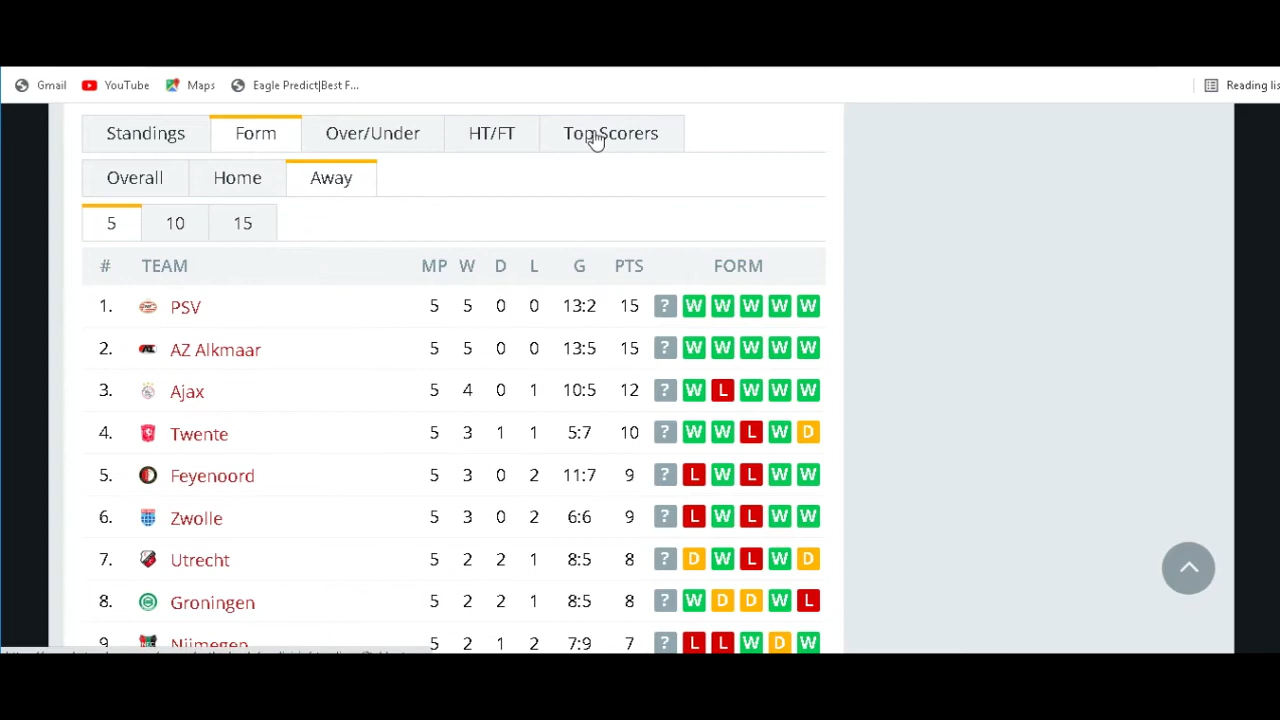 Gmail YouTube Maps Eagle Predict|Best F... Reading lis
Standings Form Over/Under HT/FT Top Scorers
Overall Home Away
5 10 15
# TEAM MP W D L G PTS FORM
1. PSV 5 5 0 0 13:2 15 ? W W W W W
2. AZ Alkmaar 5 5 0 0 13:5 15 ? W W W W W
3. Ajax 5 4 0 1 10:5 12 ? W L W W W
4. Twente 5 3 1 1 5:7 10 ? W W L W D
5. Feyenoord 5 3 0 2 11:7 9 ? L W L W W
6. Zwolle 5 3 0 2 6:6 9 ? L W L W W
7. Utrecht 5 2 2 1 8:5 8 ? D W L W D
8. Groningen 5 2 2 1 8:5 8 ? W D D W L
9. Nijmegen 5 2 1 2 7:9 7 ? L L W D W